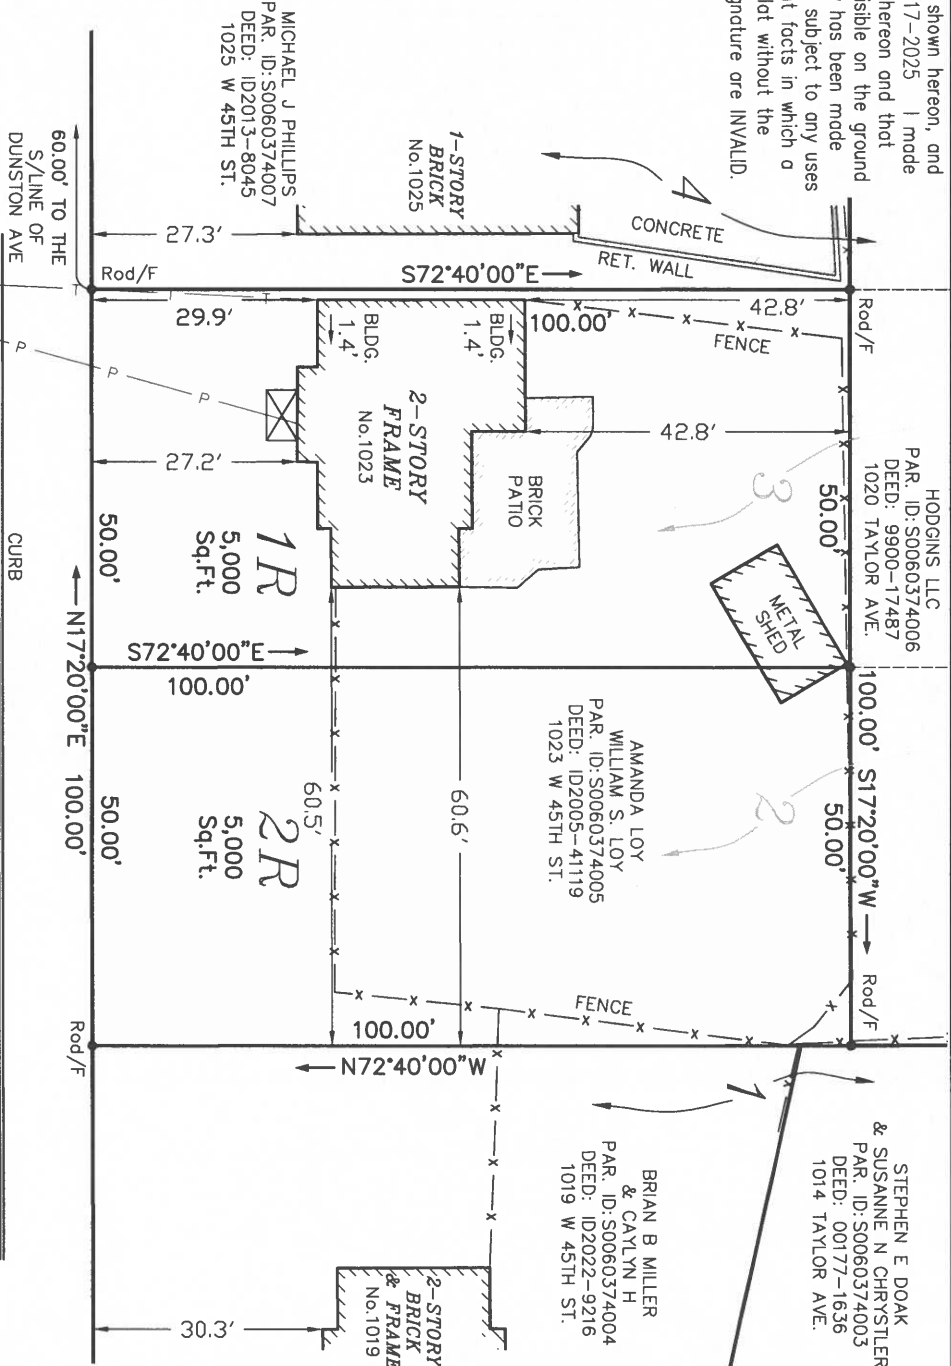 shown hereon, and
17-2025 I made
hereon and that
isible on the ground
has been made
subject to any uses
t facts in which a
lat without the
gnature are INVALID.
MICHAEL J PHILLIPS
PAR. ID: S0060374007
DEED: ID2013-8045
1025 W 45TH ST.
1-STORY
BRICK
No.1025
4
CONCRETE
RET. WALL
60.00' TO THE
S/LINE OF
DUNSTON AVE
27.3'
Rod/F
S72°40'00"E
Rod/F
29.9'
T
T
T
P
P
P
BLDG.
1.4'
BLDG.
1.4'
100.00'
42.8'
FENCE
2-STORY
FRAME
No.1023
27.2'
42.8'
BRICK
PATIO
3
50.00'
HODGINS LLC
PAR. ID: S0060374006
DEED: 9900-17487
1020 TAYLOR AVE.
METAL
SHED
1R
5,000
Sq.Ft.
50.00'
CURB
N17°20'00"E 100.00'
S72°40'00"E
100.00'
100.00' S17°20'00"W
AMANDA LOY
WILLIAM S. LOY
PAR. ID: S0060374005
DEED: ID2005-41119
1023 W 45TH ST.
2
50.00'
60.5'
60.6'
2R
5,000
Sq.Ft.
50.00'
FENCE
Rod/F
Rod/F
100.00'
N72°40'00"W
1
STEPHEN E DOAK
& SUSANNE N CHRYSTLER
PAR. ID: S0060374003
DEED: 00177-1636
1014 TAYLOR AVE.
BRIAN B MILLER
& CAYLYN H
PAR. ID: S0060374004
DEED: ID2022-9216
1019 W 45TH ST.
2-STORY
BRICK
& FRAME
No.1019
30.3'